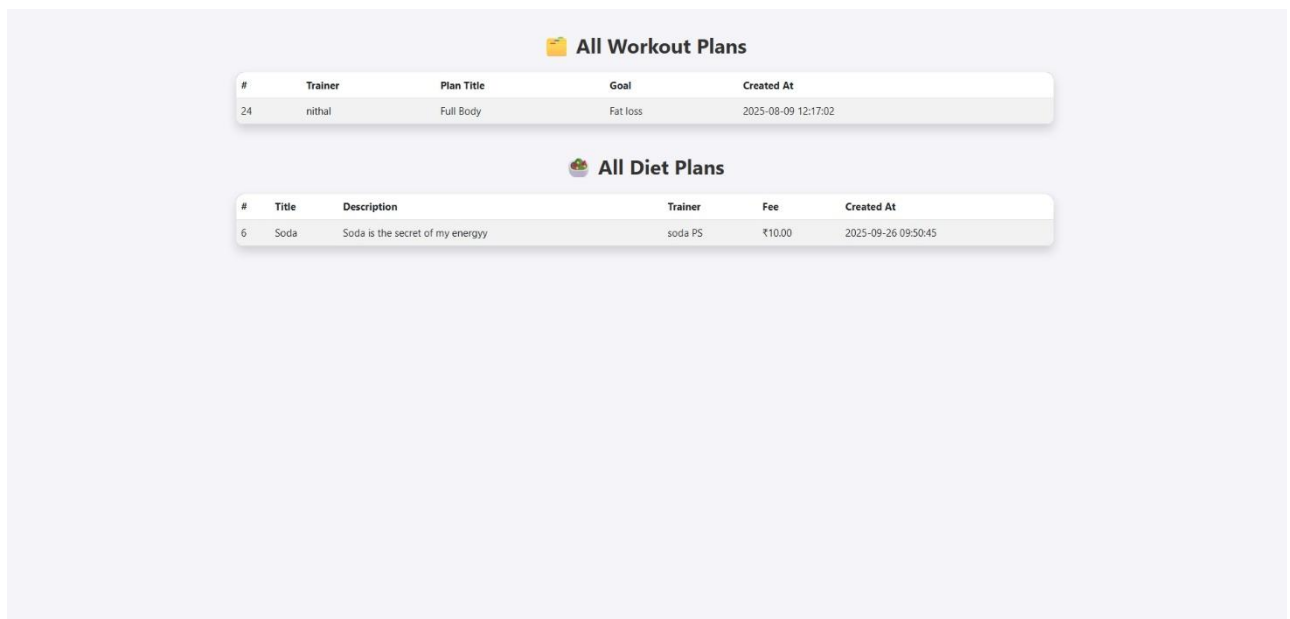 All Workout Plans
# Trainer Plan Title Goal Created At
24 nithal Full Body Fat loss 2025-08-09 12:17:02
All Diet Plans
# Title Description Trainer Fee Created At
6 Soda Soda is the secret of my energyy soda PS ₹10.00 2025-09-26 09:50:45